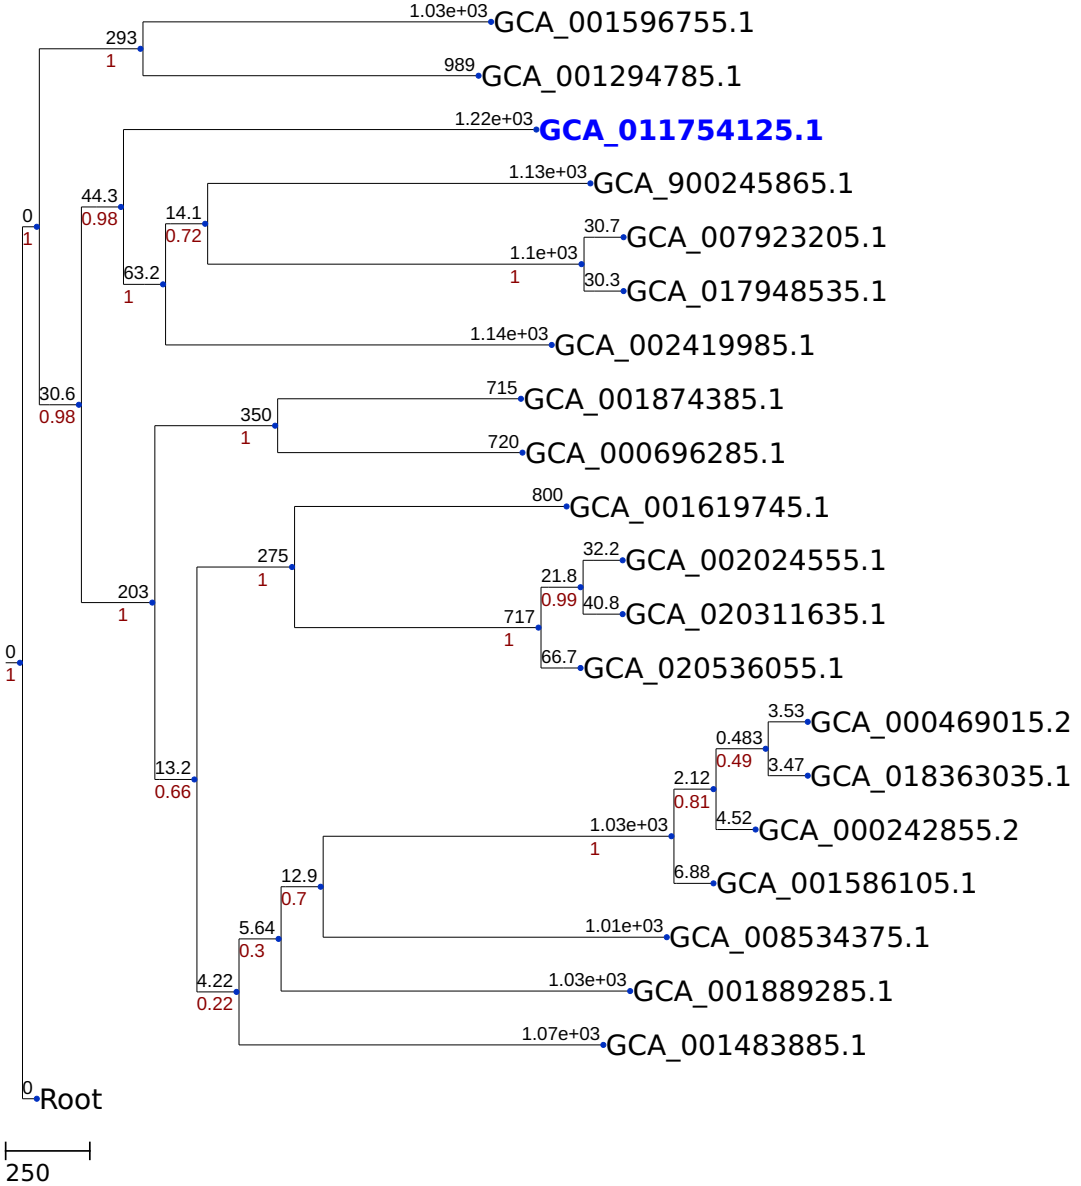 1.03e+03
GCA_001596755.1
293
1
989
GCA_001294785.1
1.22e+03
GCA_011754125.1
1.13e+03
GCA_900245865.1
44.3
0.98
14.1
0.72
0
1
30.7
GCA_007923205.1
1.1e+03
1
63.2
1
30.3
GCA_017948535.1
1.14e+03
GCA_002419985.1
30.6
0.98
715
GCA_001874385.1
350
1
720
GCA_000696285.1
800
GCA_001619745.1
275
1
32.2
GCA_002024555.1
21.8
0.99
203
1
40.8
GCA_020311635.1
717
1
0
1
66.7
GCA_020536055.1
3.53
GCA_000469015.2
0.483
0.49
13.2
0.66
3.47
GCA_018363035.1
2.12
0.81
4.52
GCA_000242855.2
1.03e+03
1
12.9
0.7
6.88
GCA_001586105.1
5.64
0.3
1.01e+03
GCA_008534375.1
4.22
0.22
1.03e+03
GCA_001889285.1
1.07e+03
GCA_001483885.1
0
Root
250